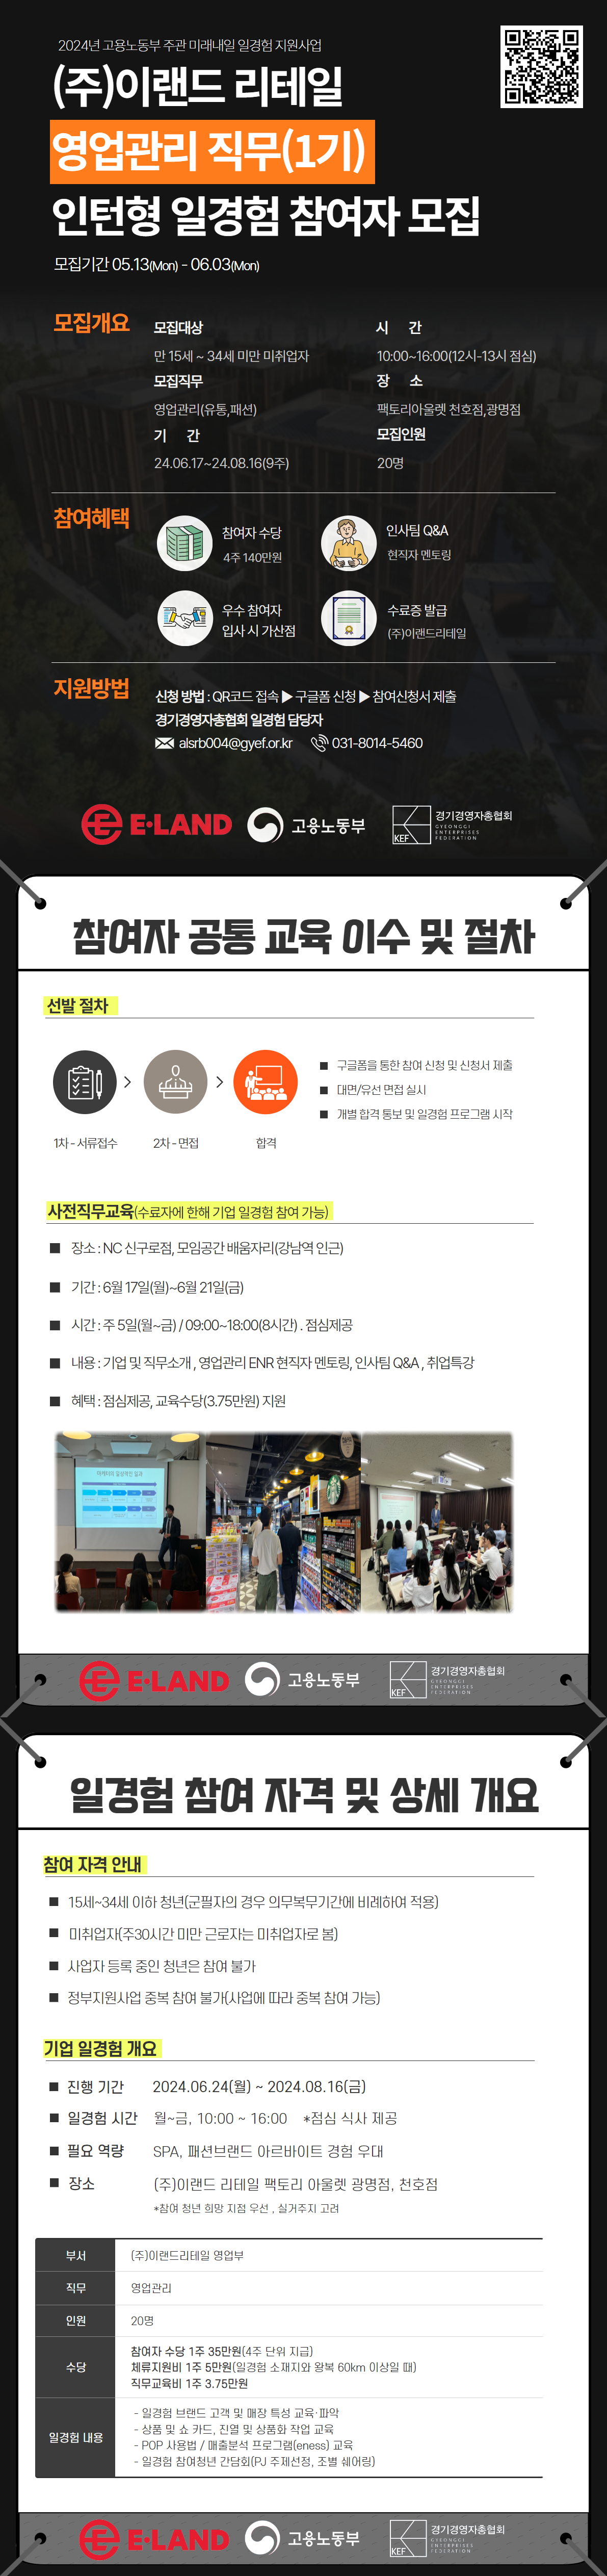 2024년 고용노동부 주관 미래내일 일경험 지원사업
(주)이랜드 리테일
영업관리 직무(1기)
인턴형 일경험 참여자 모집
모집기간 05.13(Mon) - 06.03(Mon)
모집개요
모집대상
만 15세 ~ 34세 미만 미취업자
모집직무
영업관리(유통,패션)
기 간
24.06.17~24.08.16(9주)
시 간
10:00~16:00(12시-13시 점심)
장 소
팩토리아울렛 천호점,광명점
모집인원
20명
참여혜택
참여자 수당
4주 140만원
인사팀 Q&A
현직자 멘토링
우수 참여자
입사 시 가산점
수료증 발급
(주)이랜드리테일
지원방법
신청 방법 : QR코드 접속 ▶ 구글폼 신청 ▶ 참여신청서 제출
경기경영자총협회 일경험 담당자
alsrb004@gyef.or.kr 031-8014-5460
E·LAND 고용노동부 KEF 경기경영자총협회
GYEONGGI
ENTERPRISES
FEDERATION
참여자 공통 교육 이수 및 절차
선발 절차
1차 - 서류접수
2차 - 면접
합격
■ 구글폼을 통한 참여 신청 및 신청서 제출
■ 대면/유선 면접 실시
■ 개별 합격 통보 및 일경험 프로그램 시작
사전직무교육(수료자에 한해 기업 일경험 참여 가능)
■ 장소 : NC 신구로점, 모임공간 배움자리(강남역 인근)
■ 기간 : 6월 17일(월)~6월 21일(금)
■ 시간 : 주 5일(월~금) / 09:00~18:00(8시간) . 점심제공
■ 내용 : 기업 및 직무소개 , 영업관리 ENR 현직자 멘토링, 인사팀 Q&A , 취업특강
■ 혜택 : 점심제공, 교육수당(3.75만원) 지원
E·LAND 고용노동부 KEF 경기경영자총협회
GYEONGGI
ENTERPRISES
FEDERATION
일경험 참여 자격 및 상세 개요
참여 자격 안내
■ 15세~34세 이하 청년(군필자의 경우 의무복무기간에 비례하여 적용)
■ 미취업자(주30시간 미만 근로자는 미취업자로 봄)
■ 사업자 등록 중인 청년은 참여 불가
■ 정부지원사업 중복 참여 불가(사업에 따라 중복 참여 가능)
기업 일경험 개요
■ 진행 기간 2024.06.24(월) ~ 2024.08.16(금)
■ 일경험 시간 월~금, 10:00 ~ 16:00 *점심 식사 제공
■ 필요 역량 SPA, 패션브랜드 아르바이트 경험 우대
■ 장소 (주)이랜드 리테일 팩토리 아울렛 광명점, 천호점
*참여 청년 희망 지점 우선 , 실거주지 고려
부서 (주)이랜드리테일 영업부
직무 영업관리
인원 20명
수당
참여자 수당 1주 35만원(4주 단위 지급)
체류지원비 1주 5만원(일경험 소재지와 왕복 60km 이상일 때)
직무교육비 1주 3.75만원
일경험 내용
- 일경험 브랜드 고객 및 매장 특성 교육·파악
- 상품 및 쇼 카드, 진열 및 상품화 작업 교육
- POP 사용법 / 매출분석 프로그램(eness) 교육
- 일경험 참여청년 간담회(PJ 주제선정, 조별 쉐어링)
E·LAND 고용노동부 KEF 경기경영자총협회
GYEONGGI
ENTERPRISES
FEDERATION